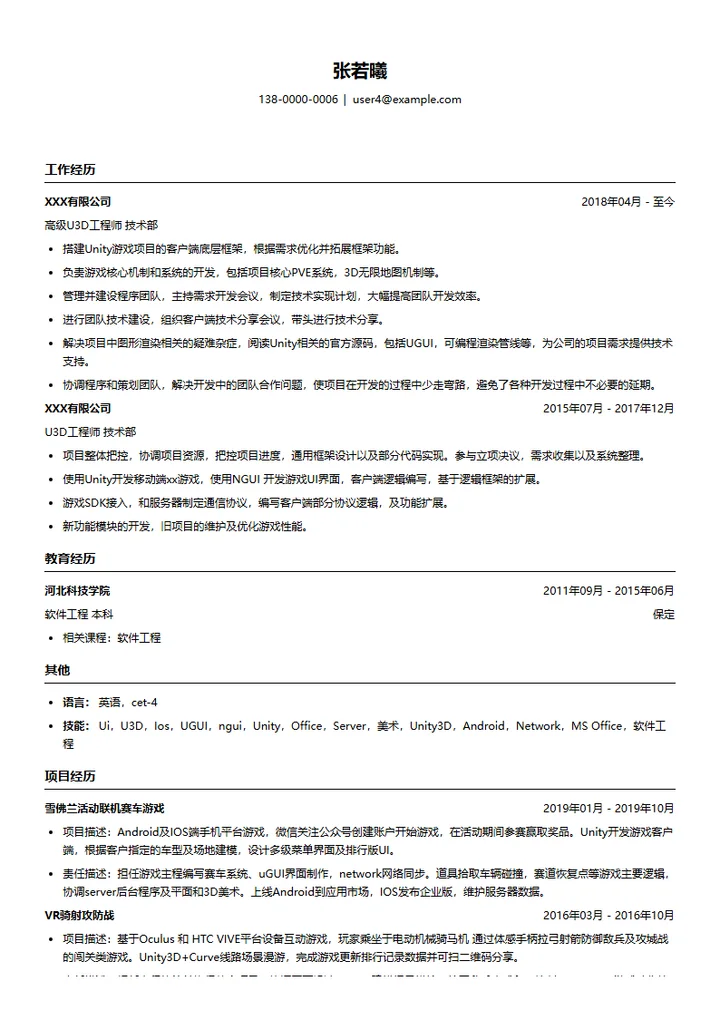 张若曦
138-0000-0006 | user4@example.com
工作经历
XXX有限公司 2018年04月 - 至今
高级U3D工程师 技术部
• 搭建Unity游戏项目的客户端底层框架，根据需求优化并拓展框架功能。
• 负责游戏核心机制和系统的开发，包括项目核心PVE系统，3D无限地图机制等。
• 管理并建设程序团队，主持需求开发会议，制定技术实现计划，大幅提高团队开发效率。
• 进行团队技术建设，组织客户端技术分享会议，带头进行技术分享。
• 解决项目中图形渲染相关的疑难杂症，阅读Unity相关的官方源码，包括UGUI，可编程渲染管线等，为公司的项目需求提供技术
支持。
• 协调程序和策划团队，解决开发中的团队合作问题，使项目在开发的过程中少走弯路，避免了各种开发过程中不必要的延期。
XXX有限公司 2015年07月 - 2017年12月
U3D工程师 技术部
• 项目整体把控，协调项目资源，把控项目进度，通用框架设计以及部分代码实现。参与立项决议，需求收集以及系统整理。
• 使用Unity开发移动端xx游戏，使用NGUI 开发游戏UI界面，客户端逻辑编写，基于逻辑框架的扩展。
• 游戏SDK接入，和服务器制定通信协议，编写客户端部分协议逻辑，及功能扩展。
• 新功能模块的开发，旧项目的维护及优化游戏性能。
教育经历
河北科技学院 2011年09月 - 2015年06月
软件工程 本科 保定
• 相关课程：软件工程
其他
• 语言： 英语，cet-4
• 技能： Ui，U3D，Ios，UGUI，ngui，Unity，Office，Server，美术，Unity3D，Android，Network，MS Office，软件工
程
项目经历
雪佛兰活动联机赛车游戏 2019年01月 - 2019年10月
• 项目描述：Android及IOS端手机平台游戏，微信关注公众号创建账户开始游戏，在活动期间参赛赢取奖品。Unity开发游戏客户
端，根据客户指定的车型及场地建模，设计多级菜单界面及排行版UI。
• 责任描述：担任游戏主程编写赛车系统、uGUI界面制作，network网络同步。道具拾取车辆碰撞，赛道恢复点等游戏主要逻辑，
协调server后台程序及平面和3D美术。上线Android到应用市场，IOS发布企业版，维护服务器数据。
VR骑射攻防战 2016年03月 - 2016年10月
• 项目描述：基于Oculus 和 HTC VIVE平台设备互动游戏，玩家乘坐于电动机械骑马机 通过体感手柄拉弓射箭防御敌兵及攻城战
的闯关类游戏。Unity3D+Curve线路场景漫游，完成游戏更新排行记录数据并可扫二维码分享。